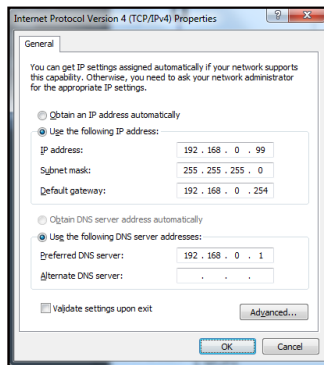 Internet Protocol Version 4 (TCP/IPv4) Properties
General
You can get IP settings assigned automatically if your network supports
this capability. Otherwise, you need to ask your network administrator
for the appropriate IP settings.
Obtain an IP address automatically
Use the following IP address:
IP address: 192 . 168 . 0 . 99
Subnet mask: 255 . 255 . 255 . 0
Default gateway: 192 . 168 . 0 . 254
Obtain DNS server address automatically
Use the following DNS server addresses:
Preferred DNS server: 192 . 168 . 0 . 1
Alternate DNS server: . . .
Validate settings upon exit
Advanced...
OK Cancel